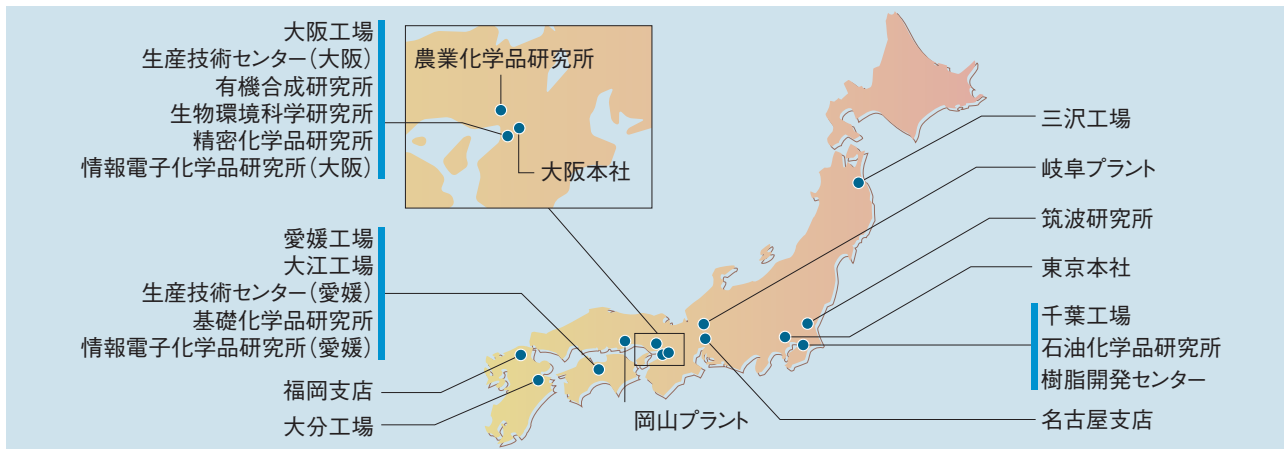 大阪工場
生産技術センター(大阪)
有機合成研究所
生物環境科学研究所
精密化学品研究所
情報電子化学品研究所(大阪)
農業化学品研究所
大阪本社
愛媛工場
大江工場
生産技術センター(愛媛)
基礎化学品研究所
情報電子化学品研究所(愛媛)
福岡支店
大分工場
岡山プラント
三沢工場
岐阜プラント
筑波研究所
東京本社
千葉工場
石油化学品研究所
樹脂開発センター
名古屋支店